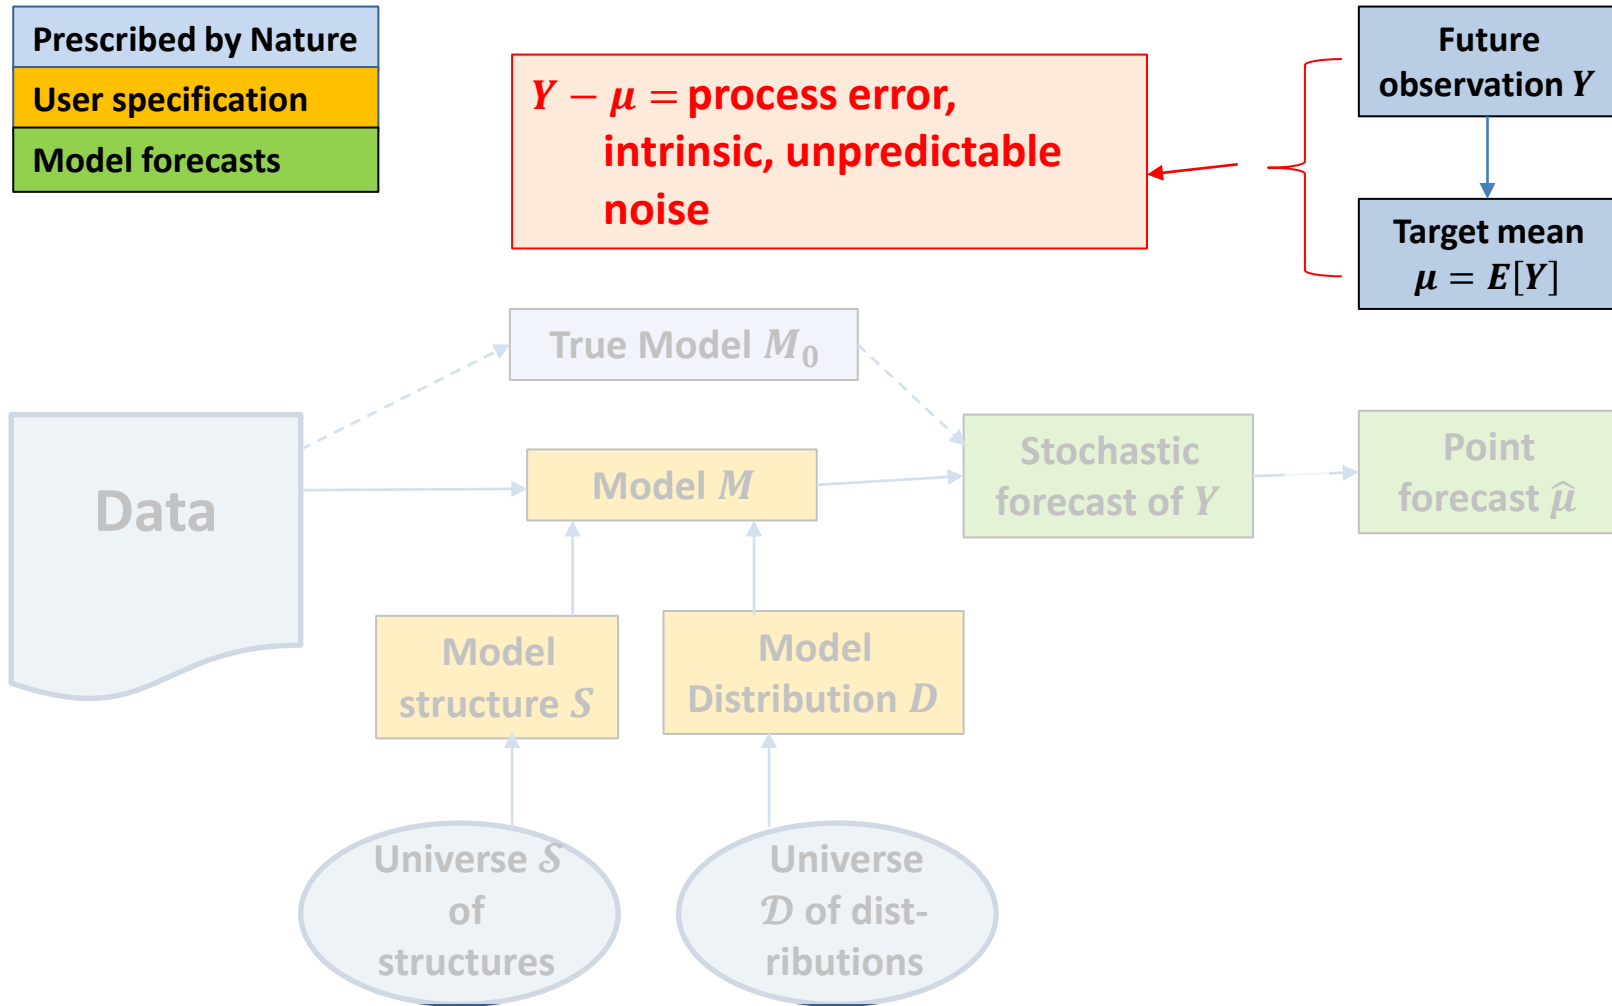 Prescribed by Nature
User specification
Model forecasts
Y − μ = process error,
intrinsic, unpredictable
noise
Future
observation Y
Target mean
μ = E[Y]
True Model M₀
Data
Model M
Stochastic
forecast of Y
Point
forecast μ̂
Model
structure S
Model
Distribution D
Universe 𝒮
of
structures
Universe
𝒟 of dist-
ributions